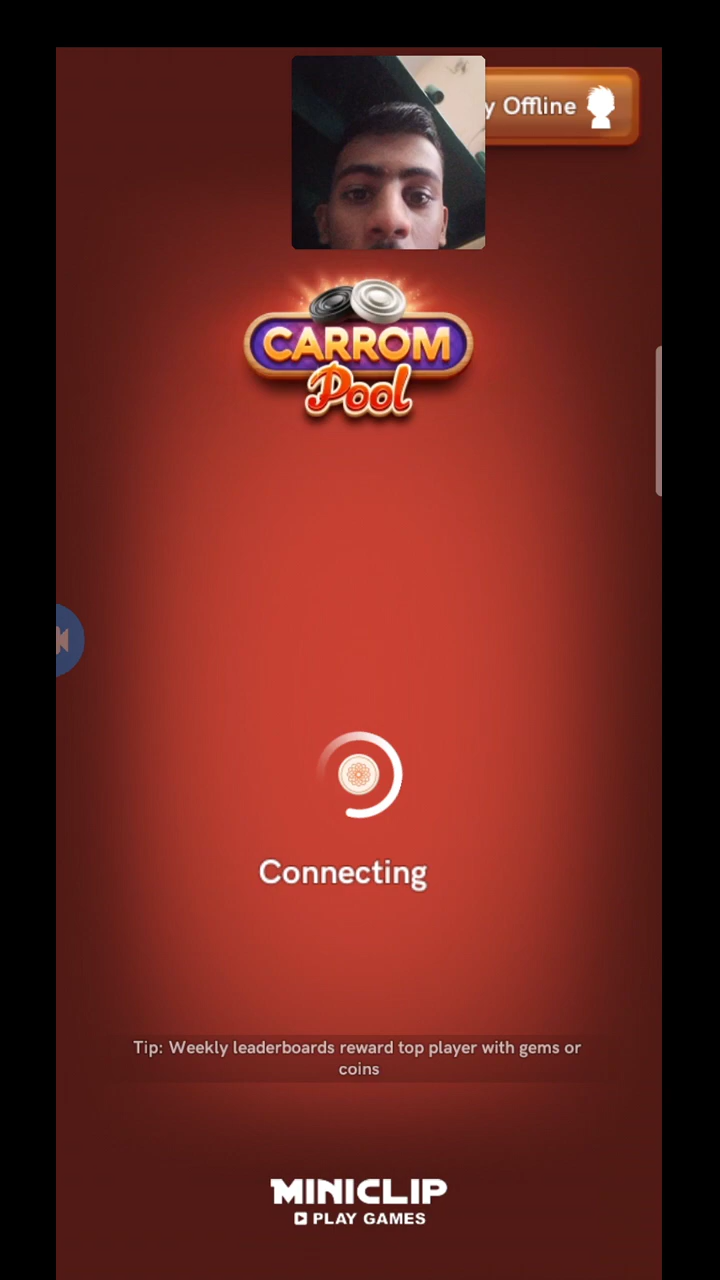 y Offline
CARROM
Pool
Connecting
Tip: Weekly leaderboards reward top player with gems or
coins
MINICLIP
PLAY GAMES